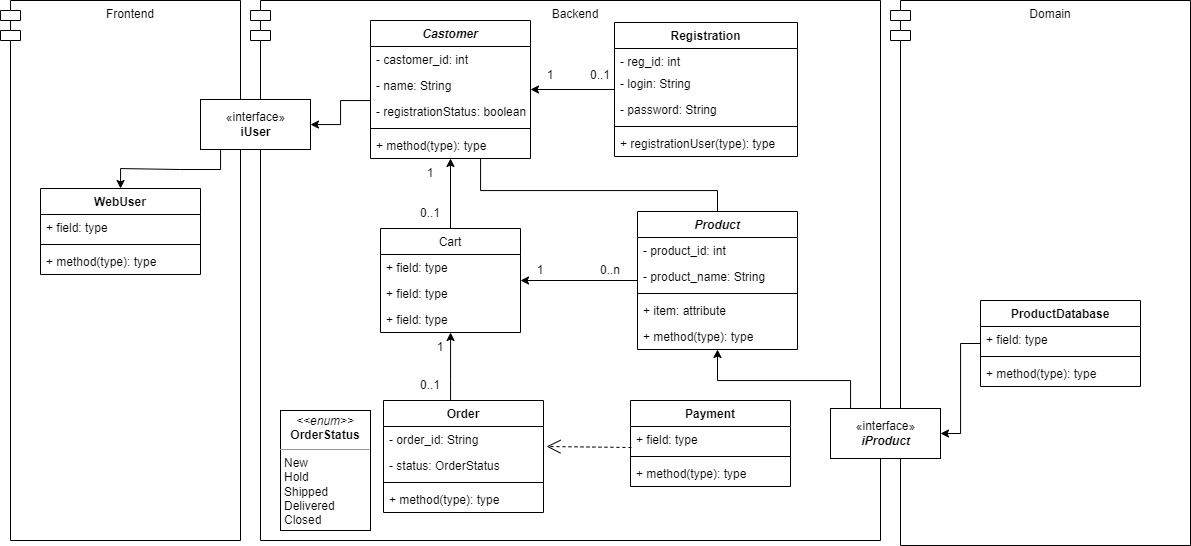 Frontend
Backend
Domain
Castomer
- castomer_id: int
- name: String
- registrationStatus: boolean
+ method(type): type
Registration
- reg_id: int
- login: String
- password: String
+ registrationUser(type): type
1
0..1
«interface»
iUser
WebUser
+ field: type
+ method(type): type
1
0..1
Cart
+ field: type
+ field: type
+ field: type
1
0..n
Product
- product_id: int
- product_name: String
+ item: attribute
+ method(type): type
ProductDatabase
+ field: type
+ method(type): type
1
0..1
<<enum>>
OrderStatus
New
Hold
Shipped
Delivered
Closed
Order
- order_id: String
- status: OrderStatus
+ method(type): type
Payment
+ field: type
+ method(type): type
«interface»
iProduct